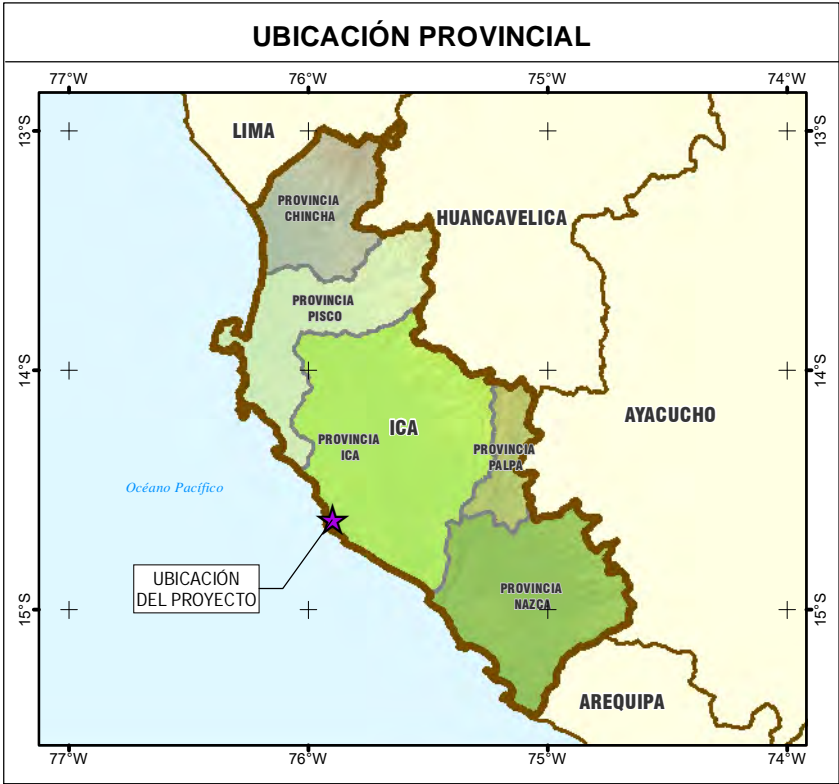 UBICACIÓN PROVINCIAL
77°W
76°W
75°W
74°W
13°S
13°S
LIMA
PROVINCIA
CHINCHA
HUANCAVELICA
PROVINCIA
PISCO
14°S
14°S
AYACUCHO
ICA
PROVINCIA
ICA
PROVINCIA
PALPA
Océano Pacífico
UBICACIÓN
DEL PROYECTO
PROVINCIA
NAZCA
15°S
15°S
AREQUIPA
77°W
76°W
75°W
74°W